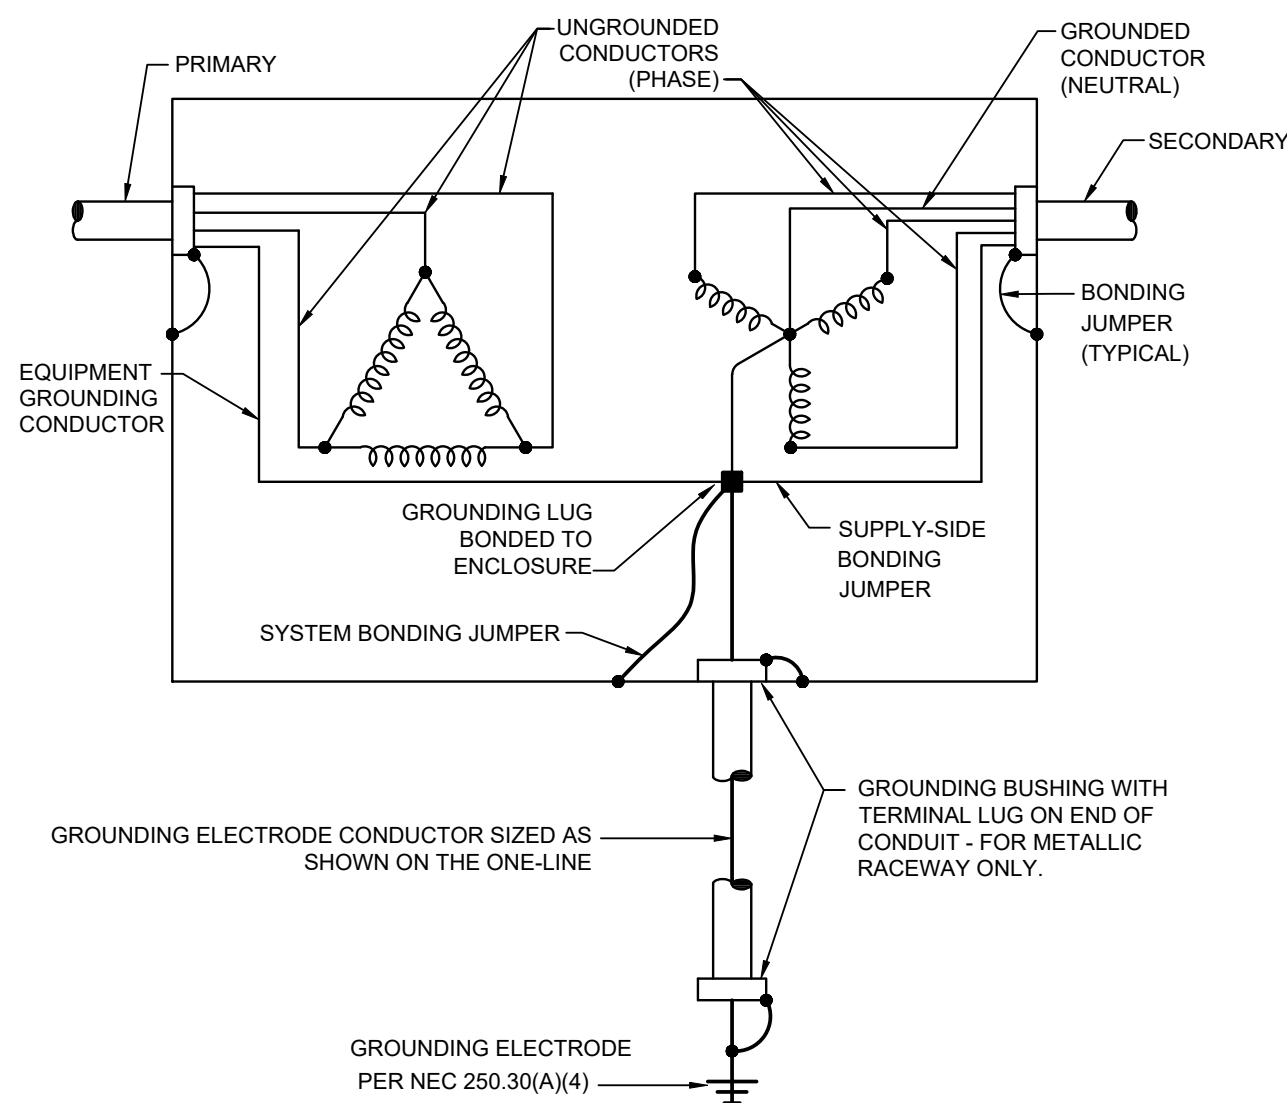 UNGROUNDED
CONDUCTORS
(PHASE)
GROUNDED
CONDUCTOR
(NEUTRAL)
PRIMARY
SECONDARY
BONDING
JUMPER
(TYPICAL)
EQUIPMENT
GROUNDING
CONDUCTOR
GROUNDING LUG
BONDED TO
ENCLOSURE
SUPPLY-SIDE
BONDING
JUMPER
SYSTEM BONDING JUMPER
GROUNDING BUSHING WITH
TERMINAL LUG ON END OF
CONDUIT - FOR METALLIC
RACEWAY ONLY.
GROUNDING ELECTRODE CONDUCTOR SIZED AS
SHOWN ON THE ONE-LINE
GROUNDING ELECTRODE
PER NEC 250.30(A)(4)